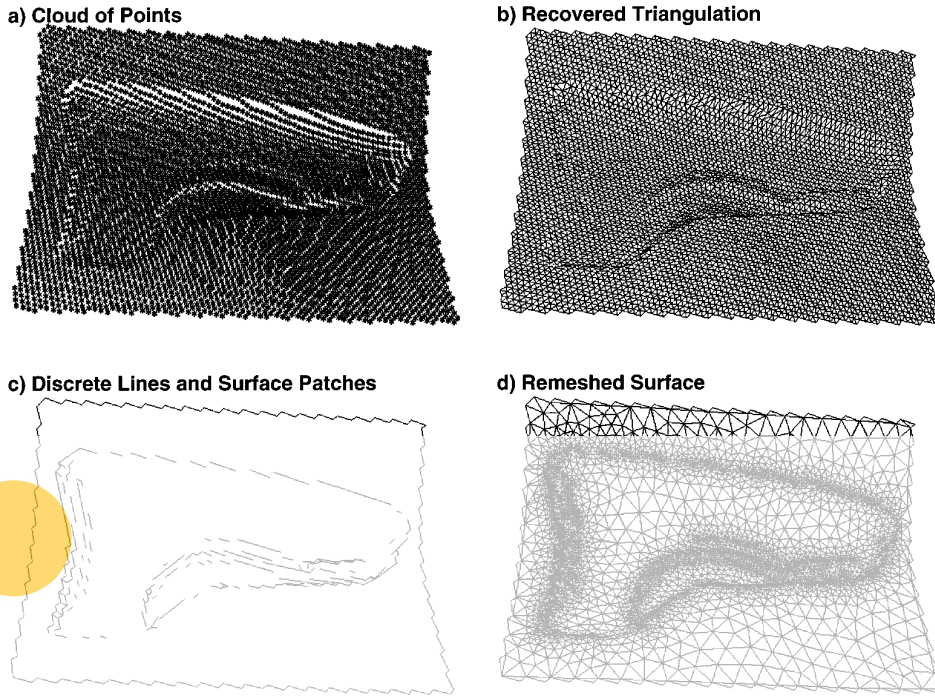 a) Cloud of Points
b) Recovered Triangulation
c) Discrete Lines and Surface Patches
d) Remeshed Surface